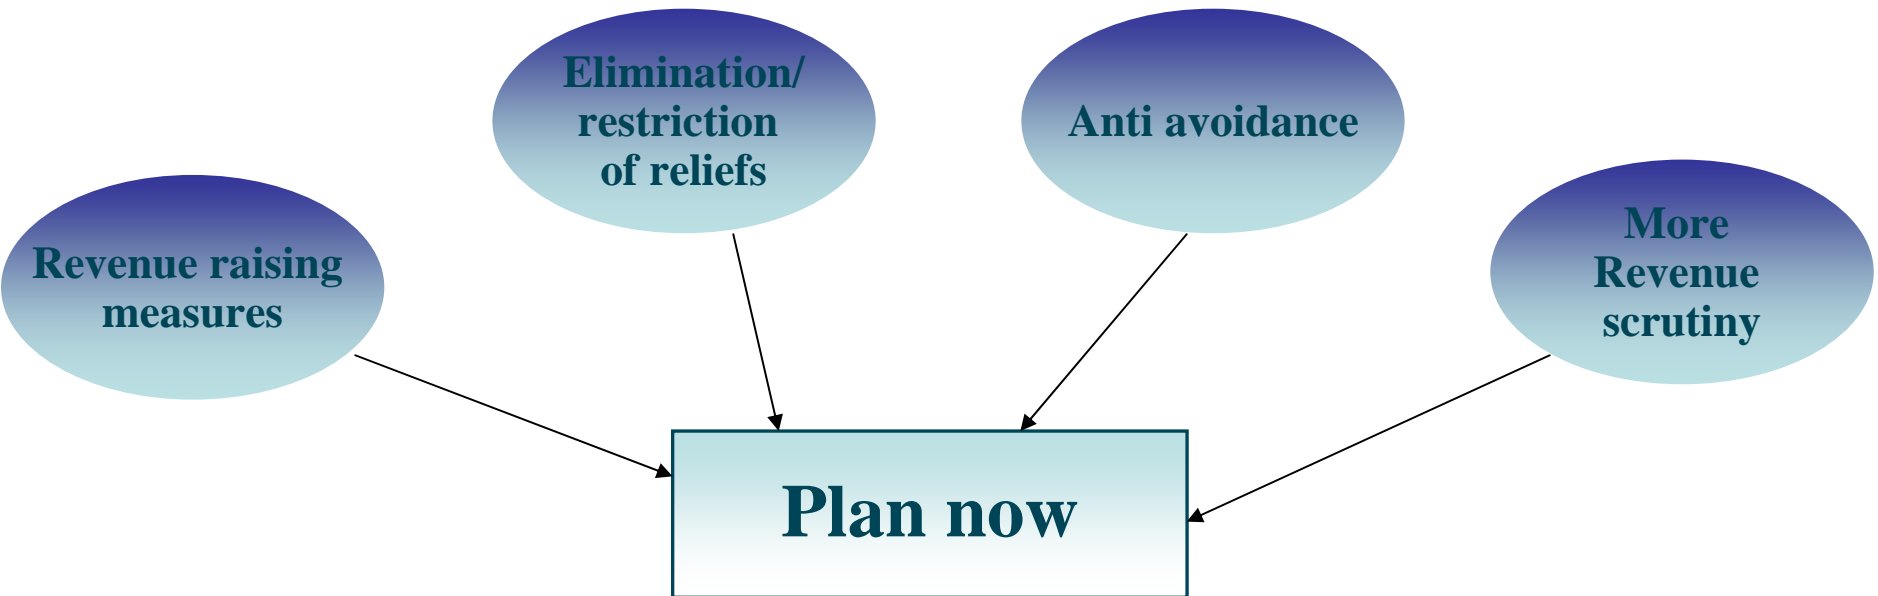 Revenue raising
measures
Elimination/
restriction
of reliefs
Anti avoidance
More
Revenue
scrutiny
Plan now